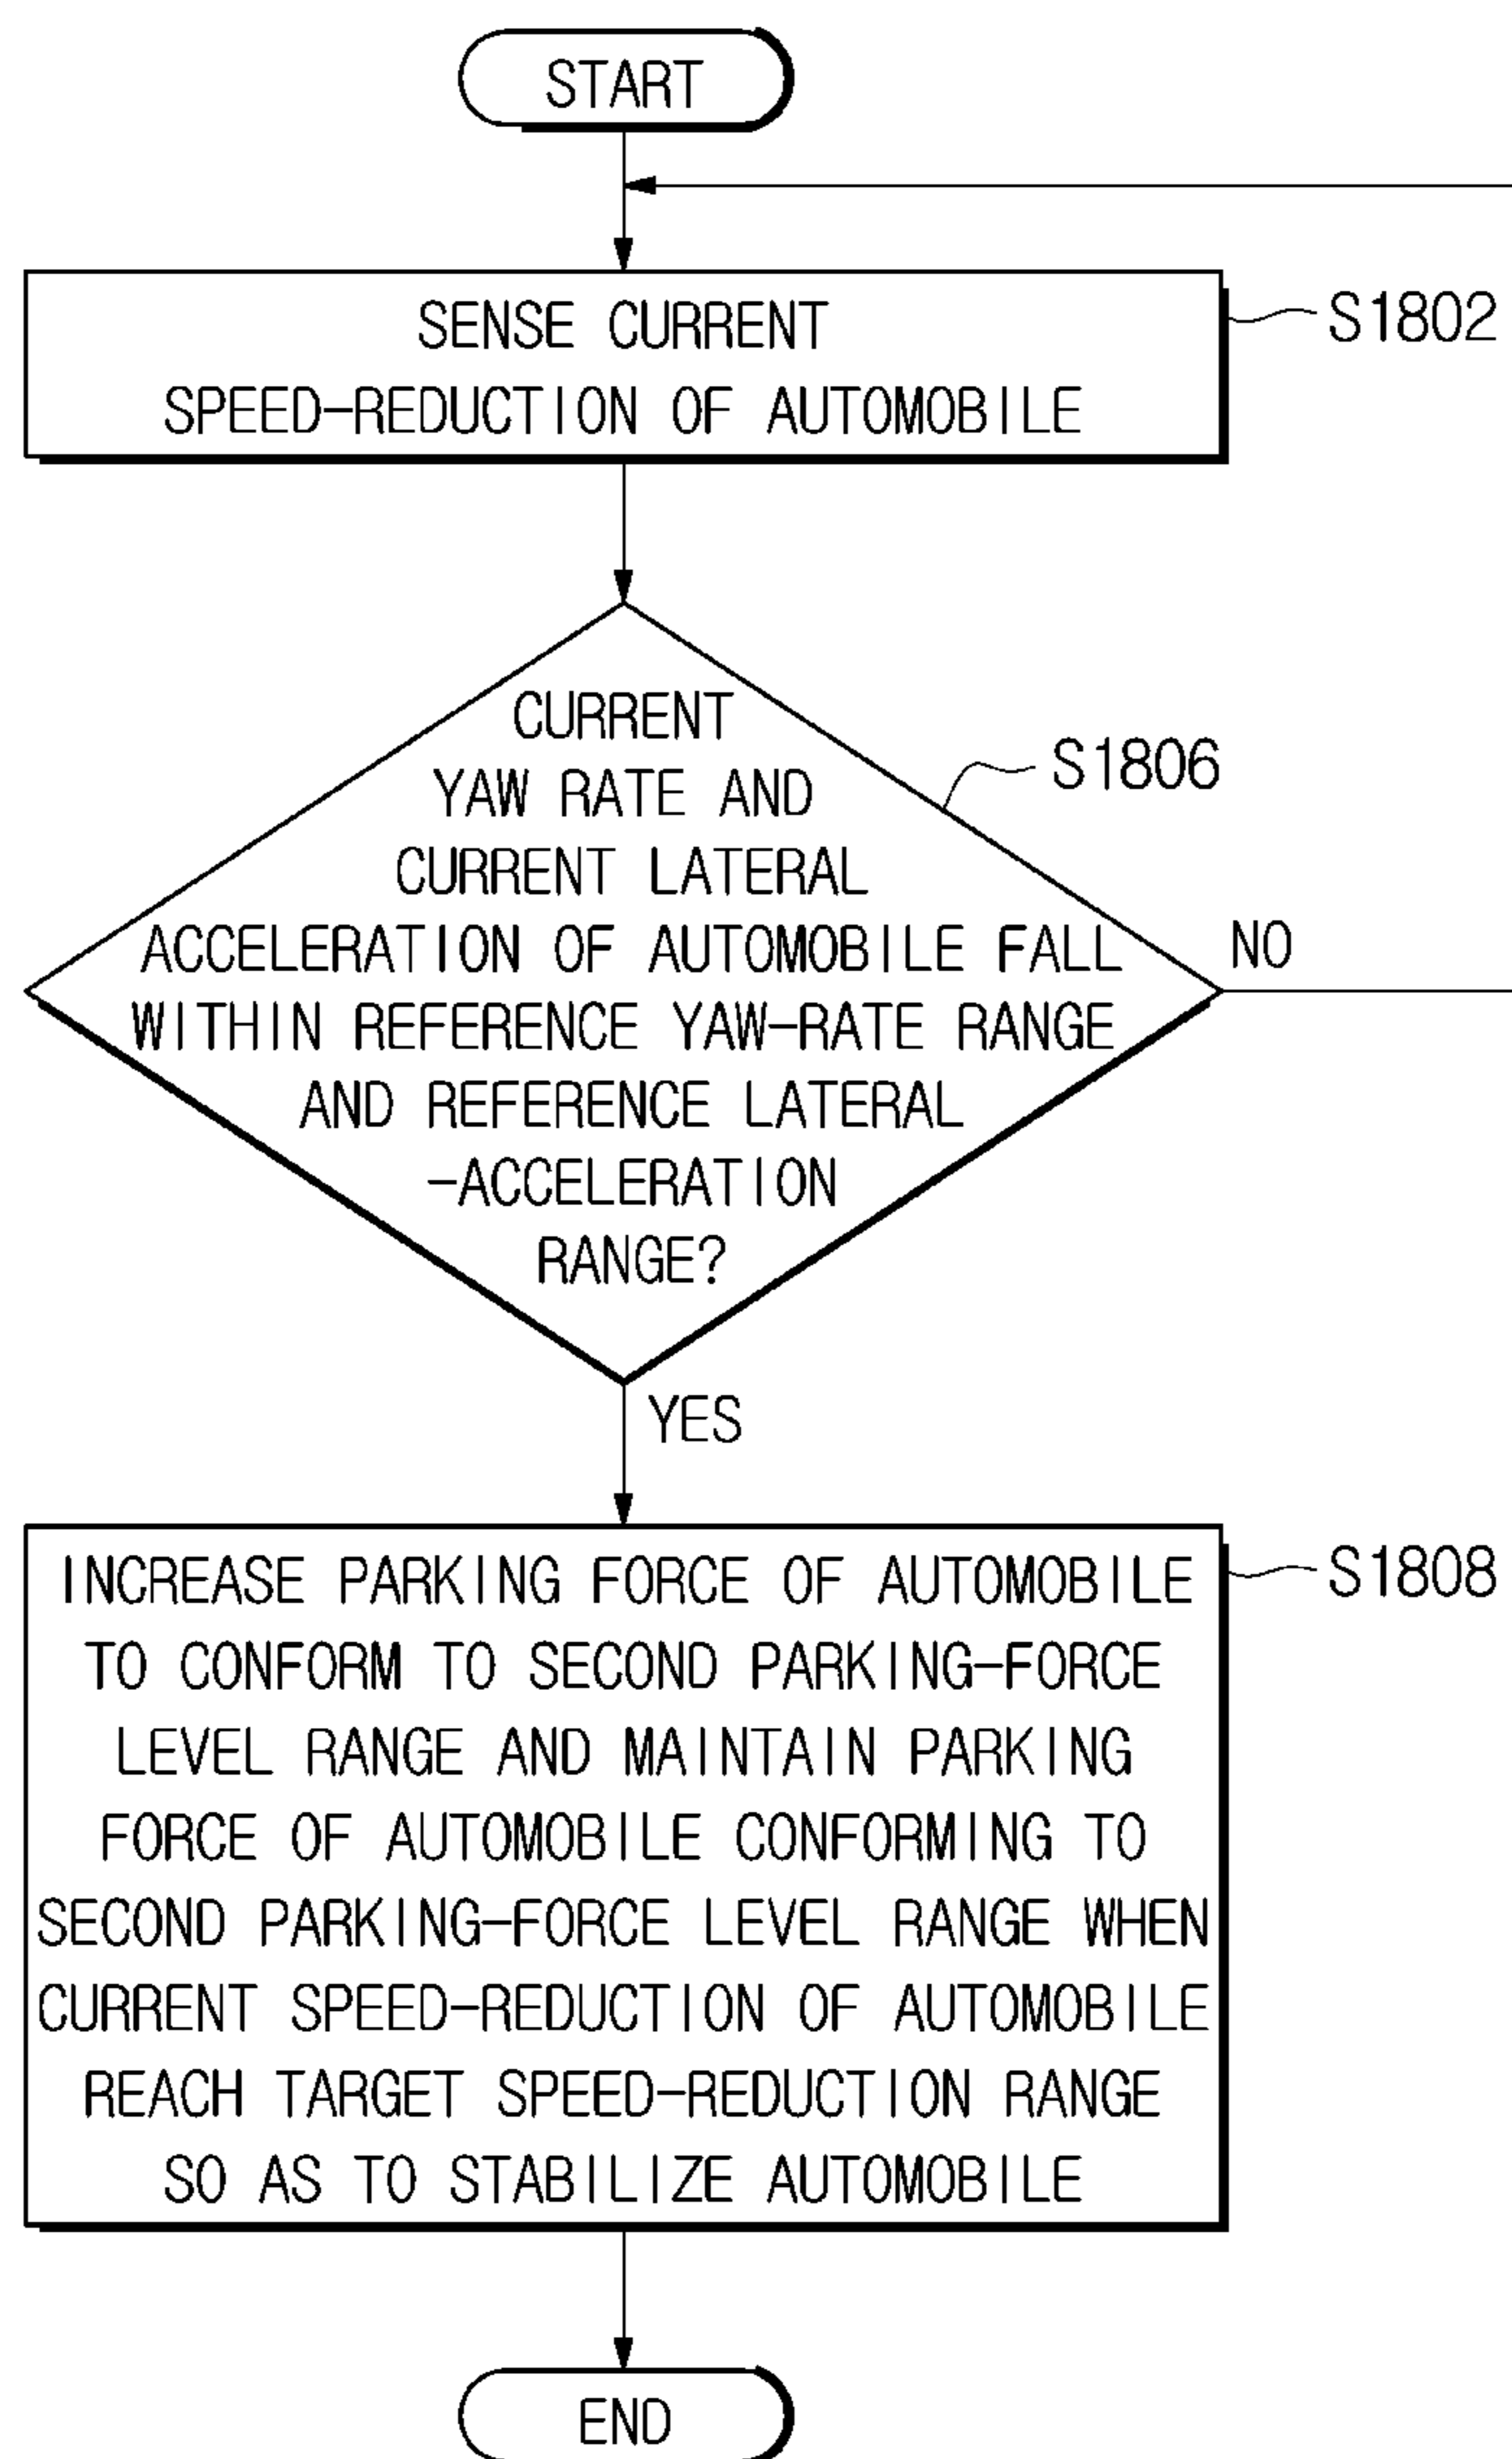 START
SENSE CURRENT
SPEED-REDUCTION OF AUTOMOBILE
S1802
CURRENT
YAW RATE AND
CURRENT LATERAL
ACCELERATION OF AUTOMOBILE FALL
WITHIN REFERENCE YAW-RATE RANGE
AND REFERENCE LATERAL
-ACCELERATION
RANGE?
S1806
NO
YES
INCREASE PARKING FORCE OF AUTOMOBILE
TO CONFORM TO SECOND PARKING-FORCE
LEVEL RANGE AND MAINTAIN PARKING
FORCE OF AUTOMOBILE CONFORMING TO
SECOND PARKING-FORCE LEVEL RANGE WHEN
CURRENT SPEED-REDUCTION OF AUTOMOBILE
REACH TARGET SPEED-REDUCTION RANGE
SO AS TO STABILIZE AUTOMOBILE
S1808
END